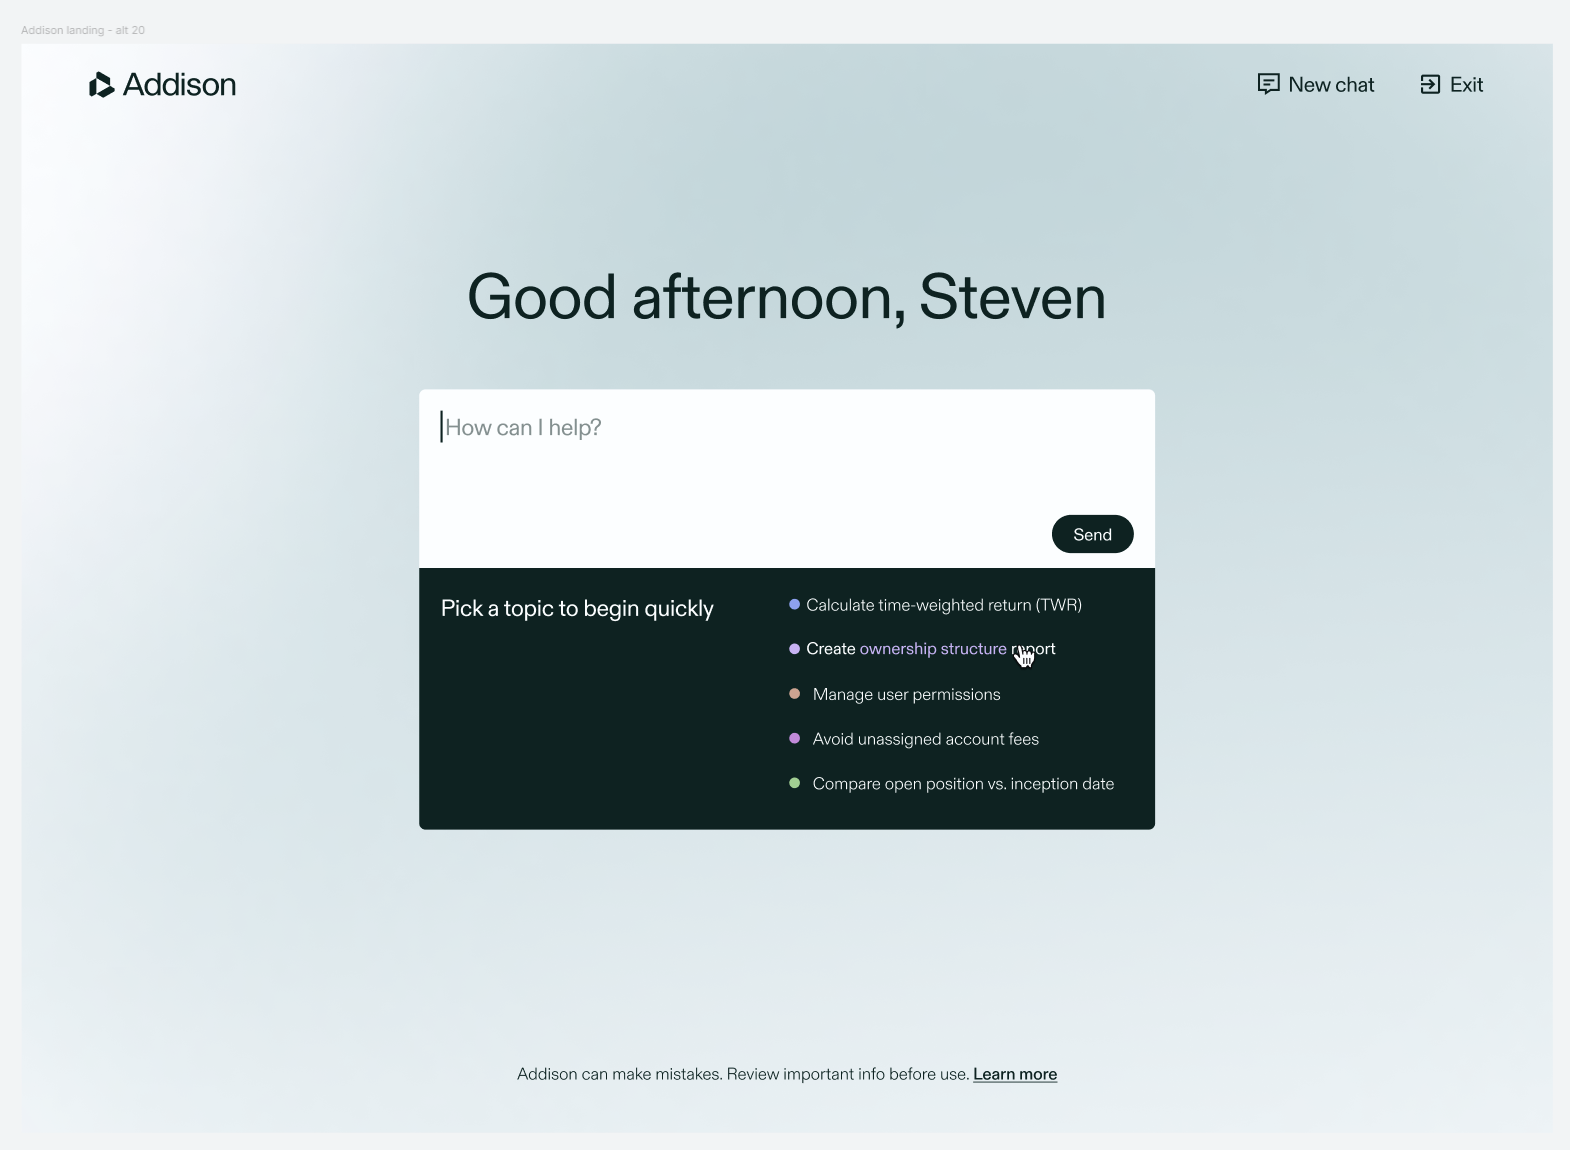 Addison landing - alt 20
Addison
New chat
Exit
Good afternoon, Steven
How can I help?
Send
Pick a topic to begin quickly
Calculate time-weighted return (TWR)
Create ownership structure report
Manage user permissions
Avoid unassigned account fees
Compare open position vs. inception date
Addison can make mistakes. Review important info before use. Learn more